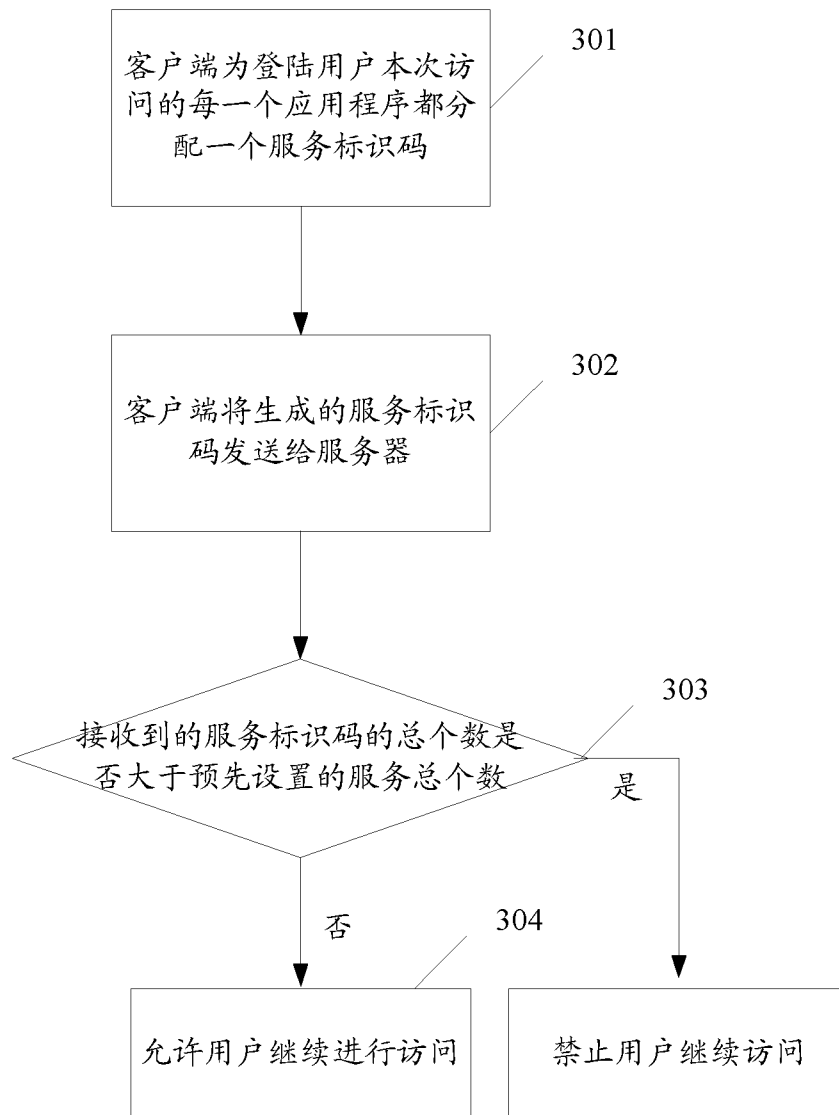 301
客户端为登陆用户本次访
问的每一个应用程序都分
配一个服务标识码
302
客户端将生成的服务标识
码发送给服务器
303
接收到的服务标识码的总个数是
否大于预先设置的服务总个数
是
否
304
允许用户继续进行访问
禁止用户继续访问